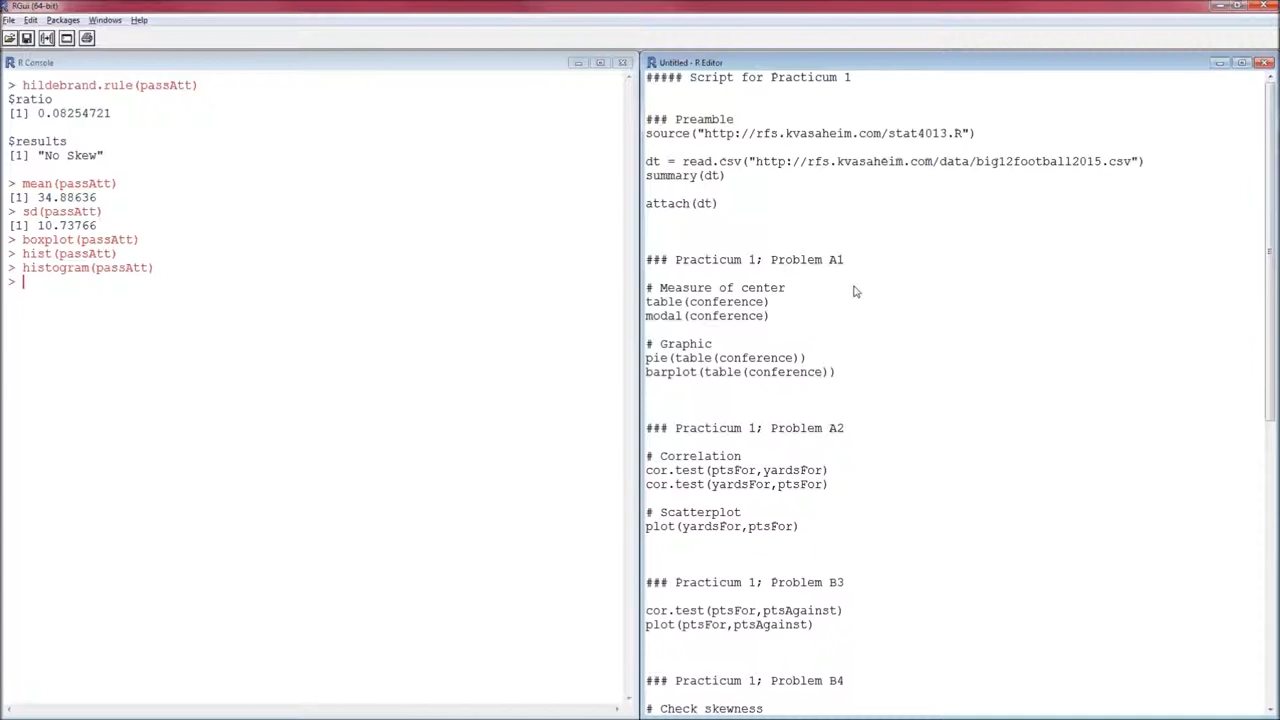 RGui (64-bit)
File Edit Packages Windows Help
R Console
> hildebrand.rule(passAtt)
$ratio
[1] 0.08254721
$results
[1] "No Skew"
> mean(passAtt)
[1] 34.88636
> sd(passAtt)
[1] 10.73766
> boxplot(passAtt)
> hist(passAtt)
> histogram(passAtt)
>
Untitled - R Editor
##### Script for Practicum 1
### Preamble
source("http://rfs.kvasaheim.com/stat4013.R")
dt = read.csv("http://rfs.kvasaheim.com/data/big12football2015.csv")
summary(dt)
attach(dt)
### Practicum 1; Problem A1
# Measure of center
table(conference)
modal(conference)
# Graphic
pie(table(conference))
barplot(table(conference))
### Practicum 1; Problem A2
# Correlation
cor.test(ptsFor,yardsFor)
cor.test(yardsFor,ptsFor)
# Scatterplot
plot(yardsFor,ptsFor)
### Practicum 1; Problem B3
cor.test(ptsFor,ptsAgainst)
plot(ptsFor,ptsAgainst)
### Practicum 1; Problem B4
# Check skewness